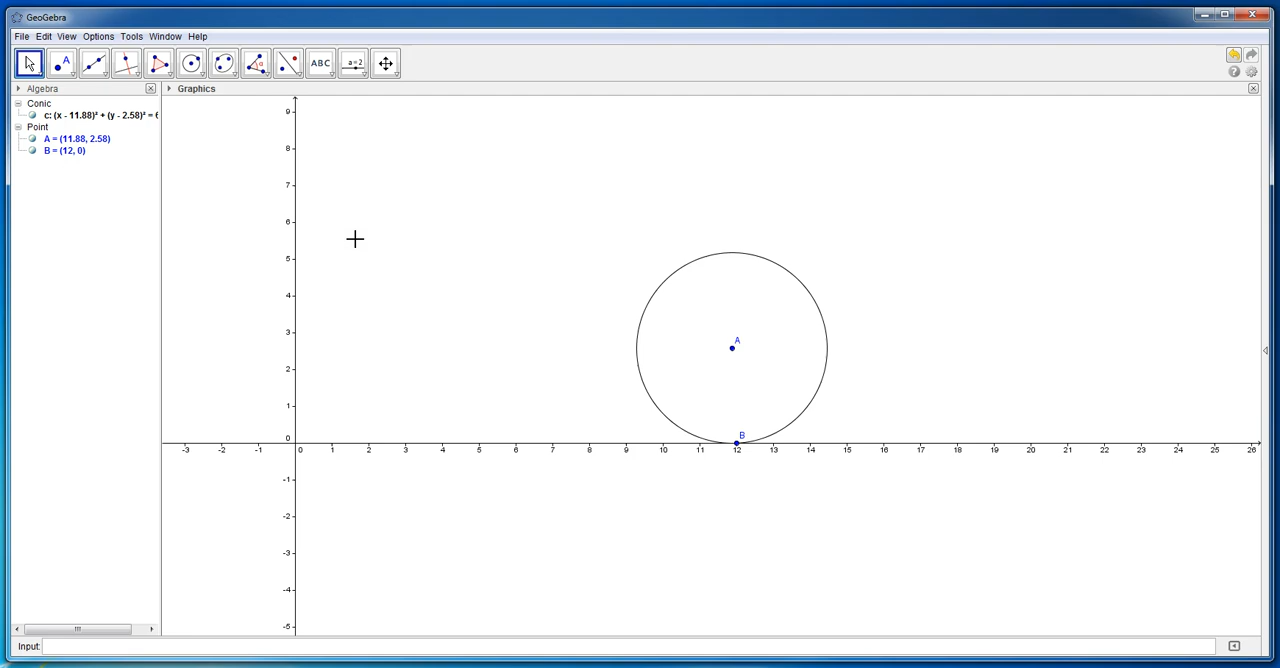 GeoGebra
File Edit View Options Tools Window Help
A α ABC a=2
Algebra Graphics
Conic
c: (x - 11.88)² + (y - 2.58)² = 6
Point
A = (11.88, 2.58)
B = (12, 0)
9
8
7
6
5
4
3
2
1
0
-1
-2
-3
-4
-5
A
B
-3 -2 -1 0 1 2 3 4 5 6 7 8 9 10 11 12 13 14 15 16 17 18 19 20 21 22 23 24 25 26
Input: